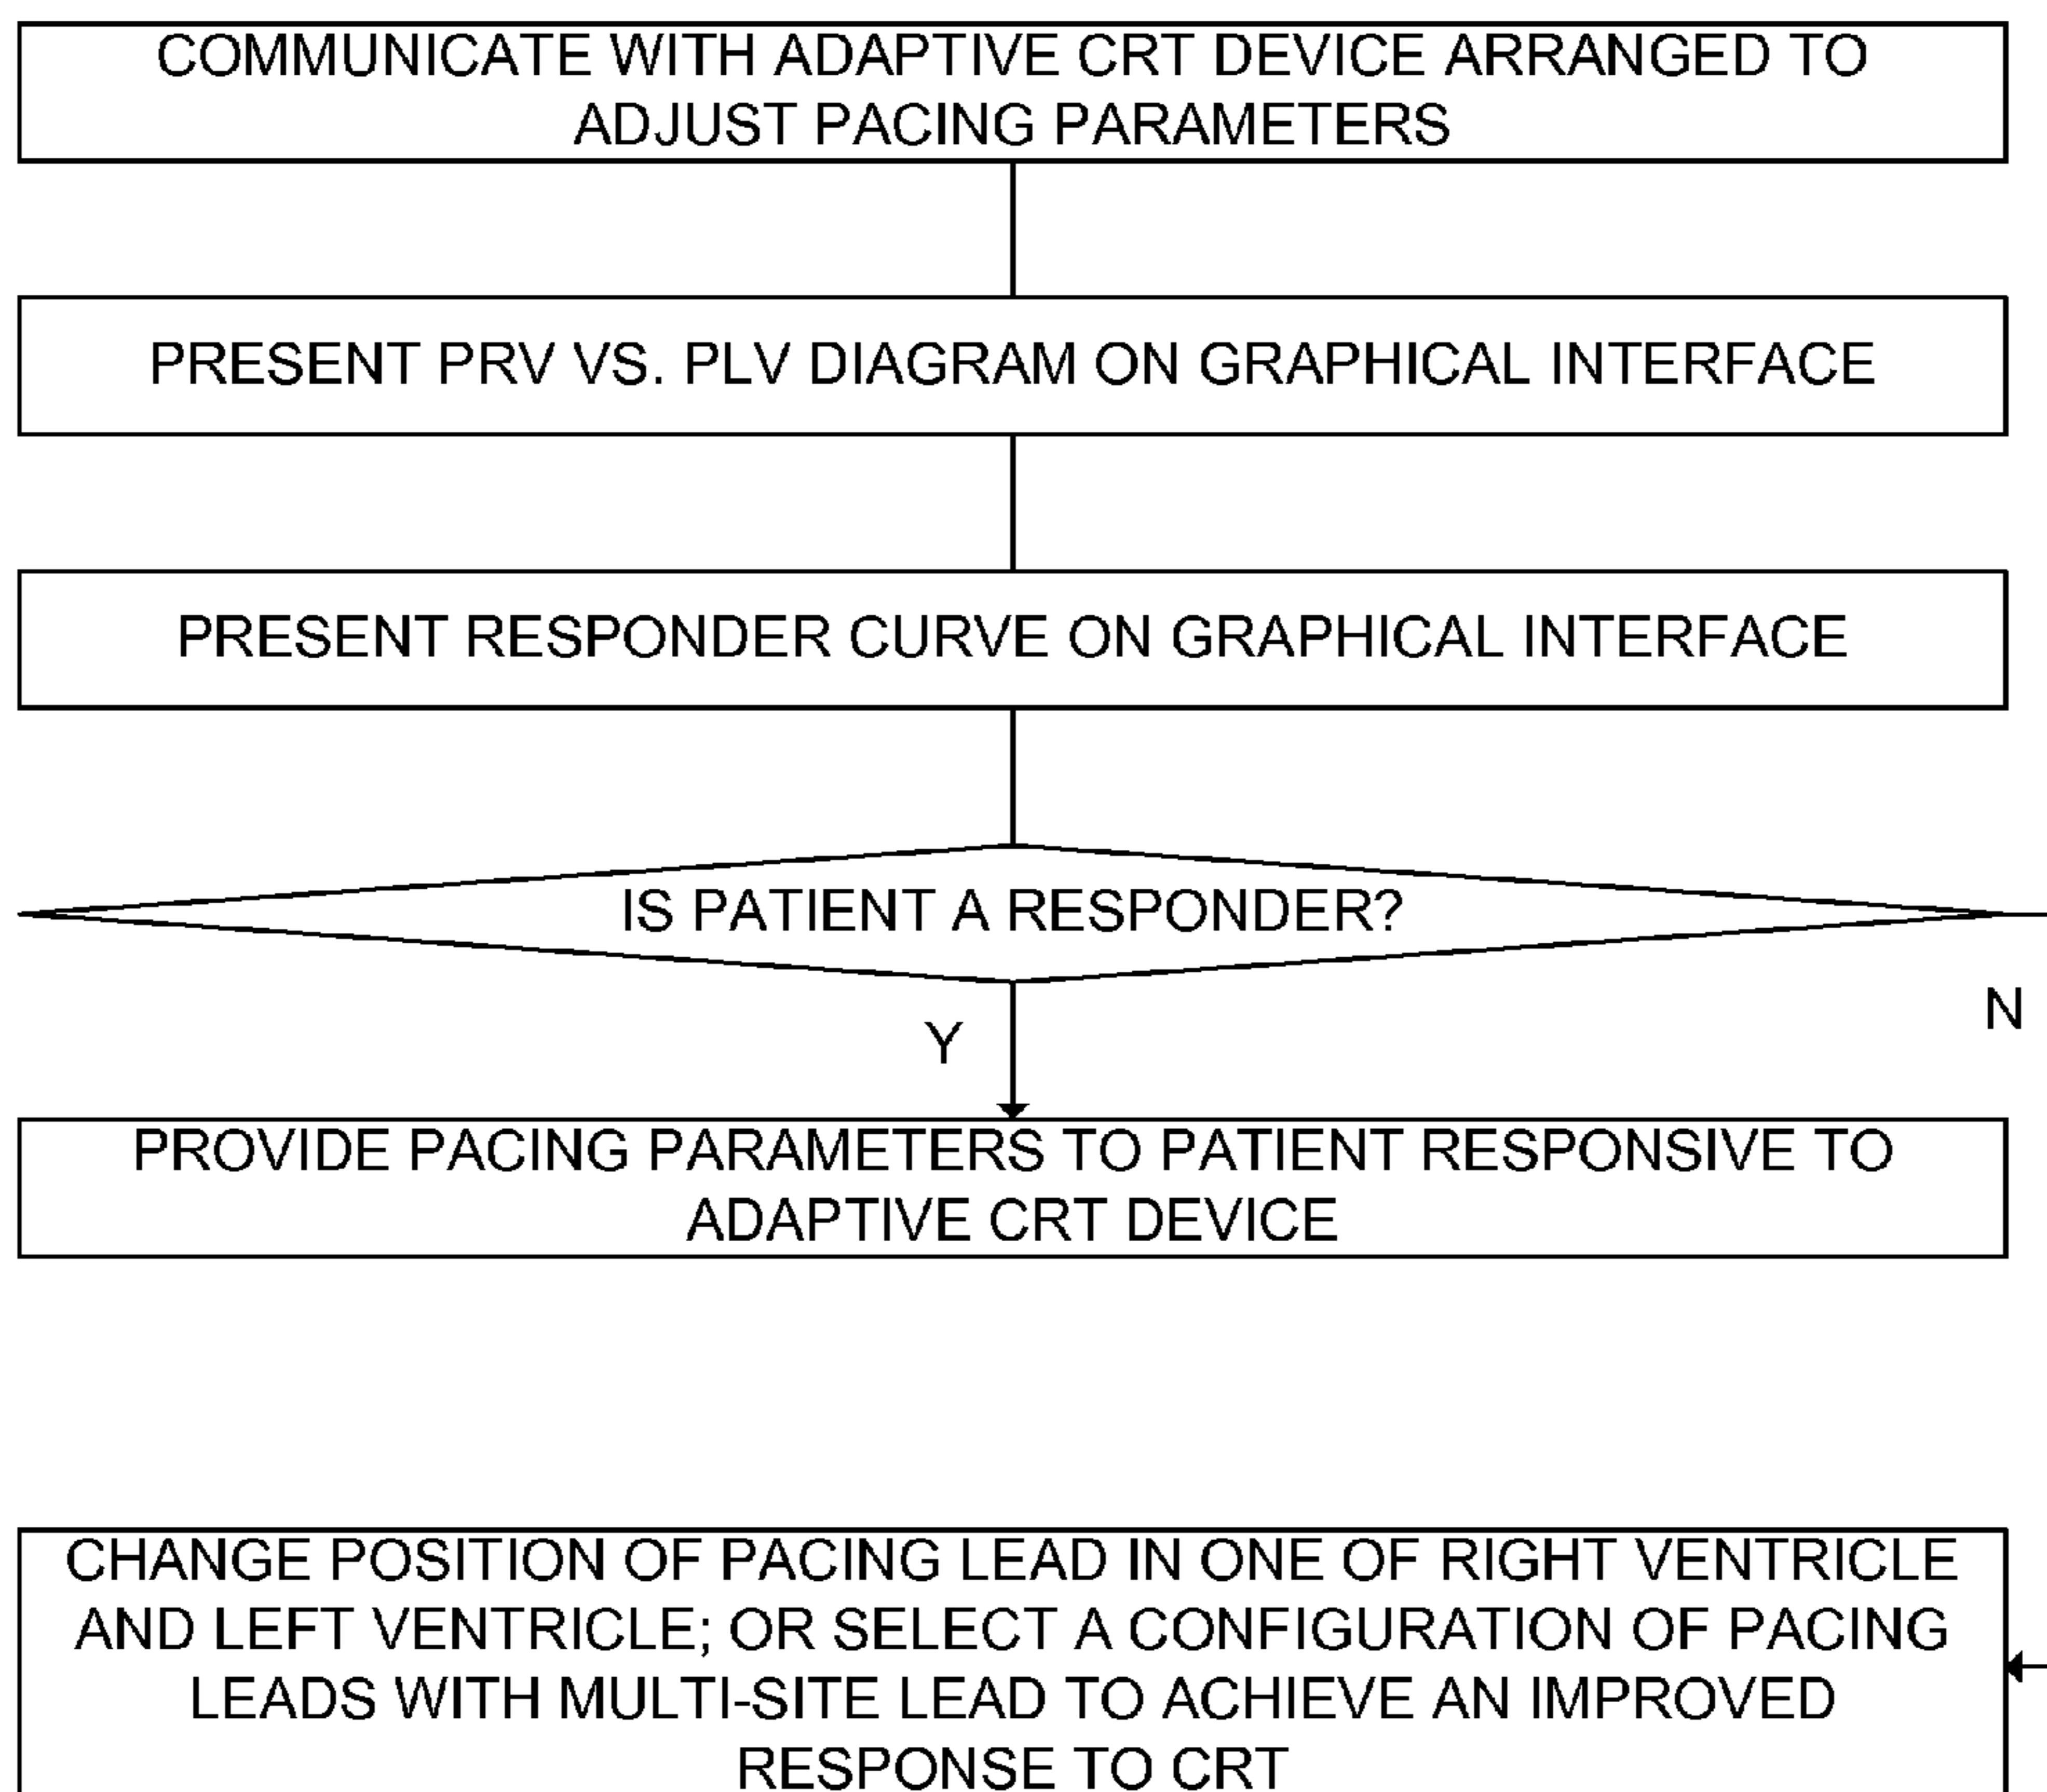 COMMUNICATE WITH ADAPTIVE CRT DEVICE ARRANGED TO
ADJUST PACING PARAMETERS
PRESENT PRV VS. PLV DIAGRAM ON GRAPHICAL INTERFACE
PRESENT RESPONDER CURVE ON GRAPHICAL INTERFACE
IS PATIENT A RESPONDER?
N
Y
PROVIDE PACING PARAMETERS TO PATIENT RESPONSIVE TO
ADAPTIVE CRT DEVICE
CHANGE POSITION OF PACING LEAD IN ONE OF RIGHT VENTRICLE
AND LEFT VENTRICLE; OR SELECT A CONFIGURATION OF PACING
LEADS WITH MULTI-SITE LEAD TO ACHIEVE AN IMPROVED
RESPONSE TO CRT